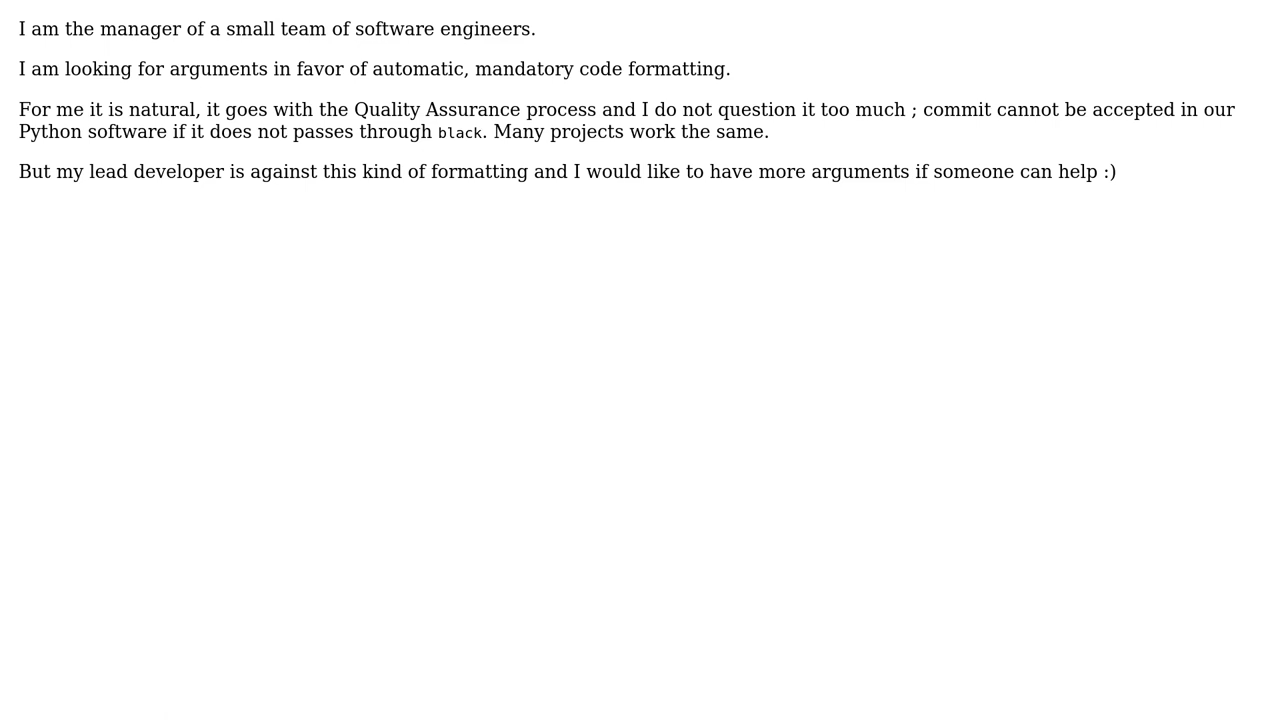 I am the manager of a small team of software engineers.
I am looking for arguments in favor of automatic, mandatory code formatting.
For me it is natural, it goes with the Quality Assurance process and I do not question it too much ; commit cannot be accepted in our
Python software if it does not passes through black. Many projects work the same.
But my lead developer is against this kind of formatting and I would like to have more arguments if someone can help :)